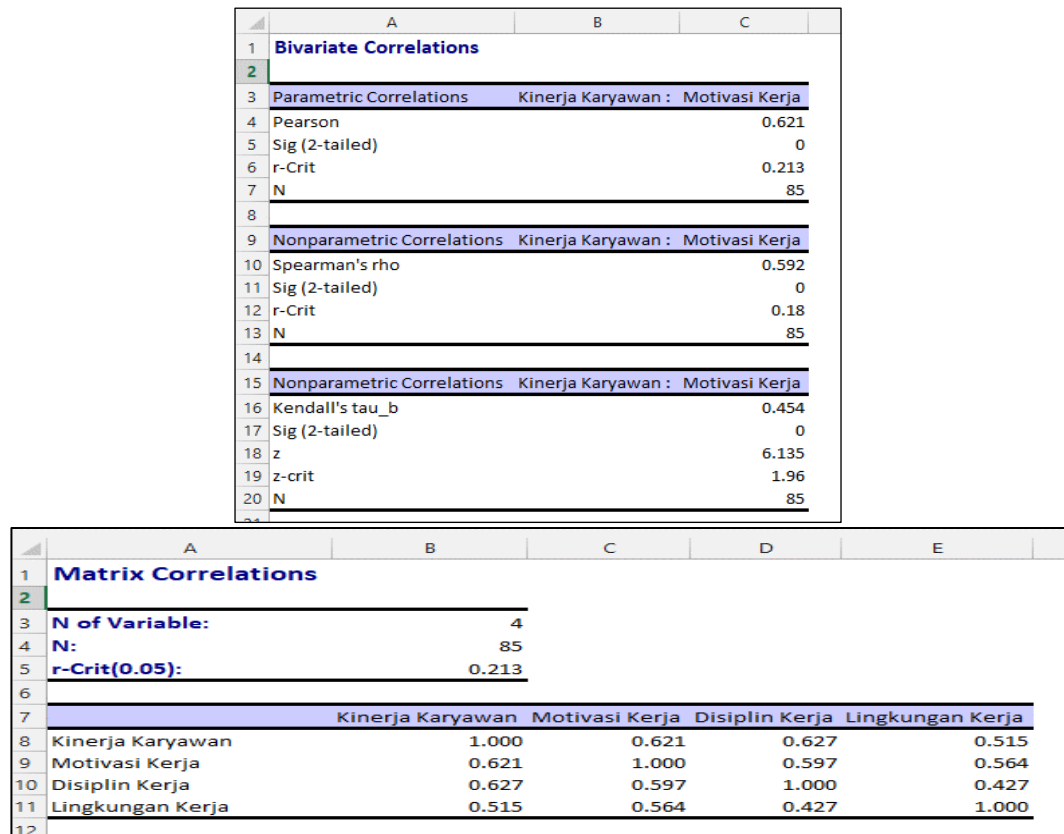 A B C
1 Bivariate Correlations
2
3 Parametric Correlations Kinerja Karyawan : Motivasi Kerja
4 Pearson 0.621
5 Sig (2-tailed) 0
6 r-Crit 0.213
7 N 85
8
9 Nonparametric Correlations Kinerja Karyawan : Motivasi Kerja
10 Spearman's rho 0.592
11 Sig (2-tailed) 0
12 r-Crit 0.18
13 N 85
14
15 Nonparametric Correlations Kinerja Karyawan : Motivasi Kerja
16 Kendall's tau_b 0.454
17 Sig (2-tailed) 0
18 z 6.135
19 z-crit 1.96
20 N 85
A B C D E
1 Matrix Correlations
2
3 N of Variable: 4
4 N: 85
5 r-Crit(0.05): 0.213
6
7 Kinerja Karyawan Motivasi Kerja Disiplin Kerja Lingkungan Kerja
8 Kinerja Karyawan 1.000 0.621 0.627 0.515
9 Motivasi Kerja 0.621 1.000 0.597 0.564
10 Disiplin Kerja 0.627 0.597 1.000 0.427
11 Lingkungan Kerja 0.515 0.564 0.427 1.000
12